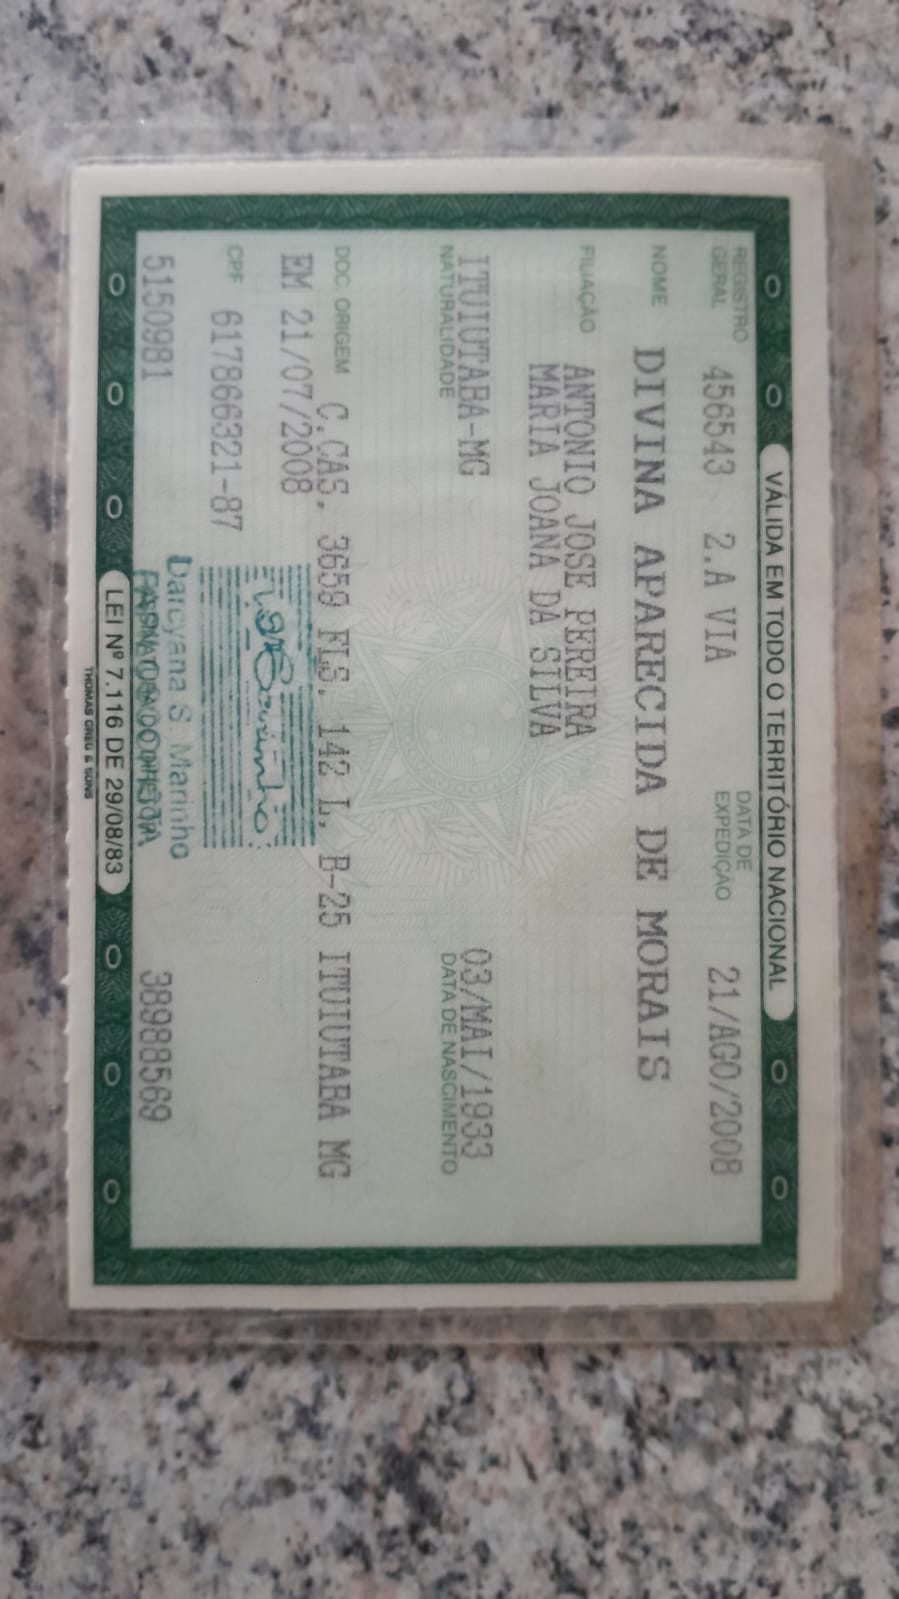 VÁLIDA EM TODO O TERRITÓRIO NACIONAL
REGISTRO GERAL 456543 2.A VIA DATA DE EXPEDIÇÃO 21/AGO/2008
NOME DIVINA APARECIDA DE MORAIS
FILIAÇÃO ANTONIO JOSE PEREIRA
MARIA JOANA DA SILVA
ITUIUTABA-MG 03/MAI/1933
NATURALIDADE DATA DE NASCIMENTO
DOC. ORIGEM C.CAS. 3659 FLS. 142 L. B-25 ITUIUTABA MG
EM 21/07/2008
CPF 617866321-87
Darcyana S. Marinho
5150981 38988569
LEI Nº 7.116 DE 29/08/83
THOMAS GREG & SONS